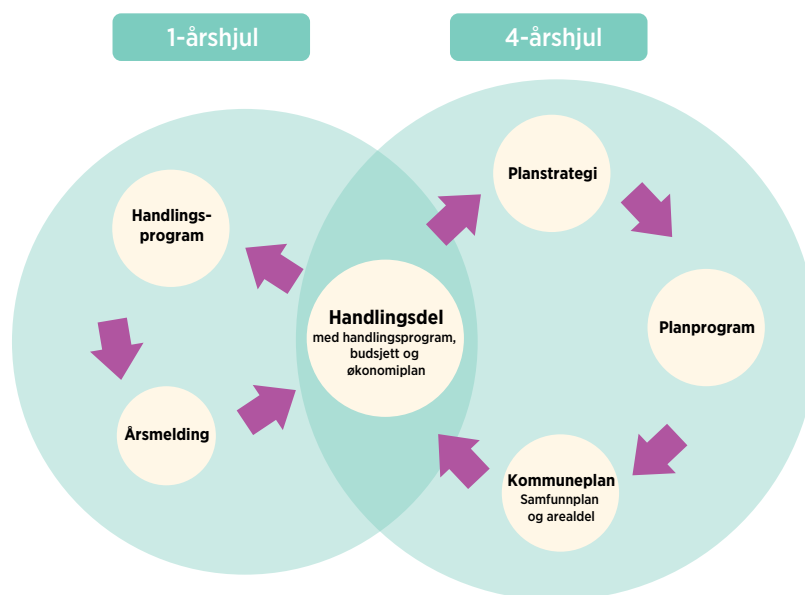 1-årshjul
4-årshjul
Handlings-
program
Årsmelding
Handlingsdel
med handlingsprogram,
budsjett og
økonomiplan
Planstrategi
Planprogram
Kommuneplan
Samfunnplan
og arealdel